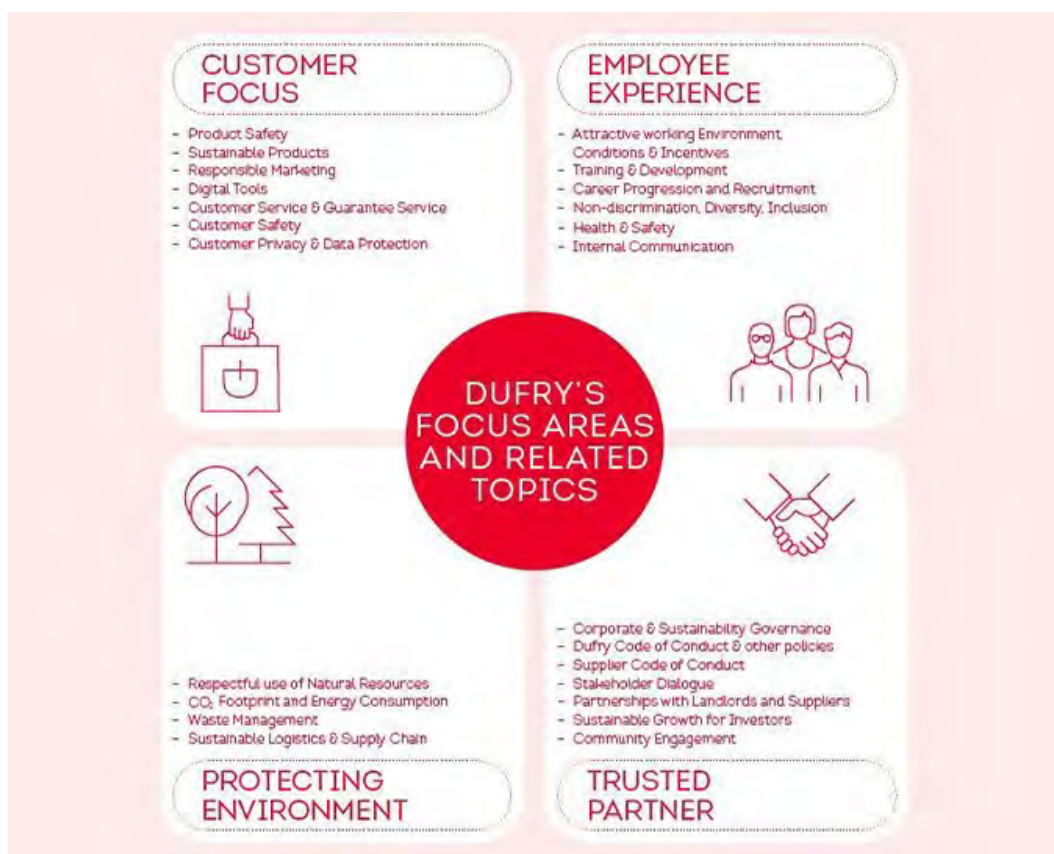 CUSTOMER
FOCUS
- Product Safety
- Sustainable Products
- Responsible Marketing
- Digital Tools
- Customer Service & Guarantee Service
- Customer Safety
- Customer Privacy & Data Protection
EMPLOYEE
EXPERIENCE
- Attractive working Environment
Conditions & Incentives
- Training & Development
- Career Progression and Recruitment
- Non-discrimination, Diversity, Inclusion
- Health & Safety
- Internal Communication
DUFRY'S
FOCUS AREAS
AND RELATED
TOPICS
- Respectful use of Natural Resources
- CO₂ Footprint and Energy Consumption
- Waste Management
- Sustainable Logistics & Supply Chain
PROTECTING
ENVIRONMENT
- Corporate & Sustainability Governance
- Dufry Code of Conduct & other policies
- Supplier Code of Conduct
- Stakeholder Dialogue
- Partnerships with Landlords and Suppliers
- Sustainable Growth for Investors
- Community Engagement
TRUSTED
PARTNER